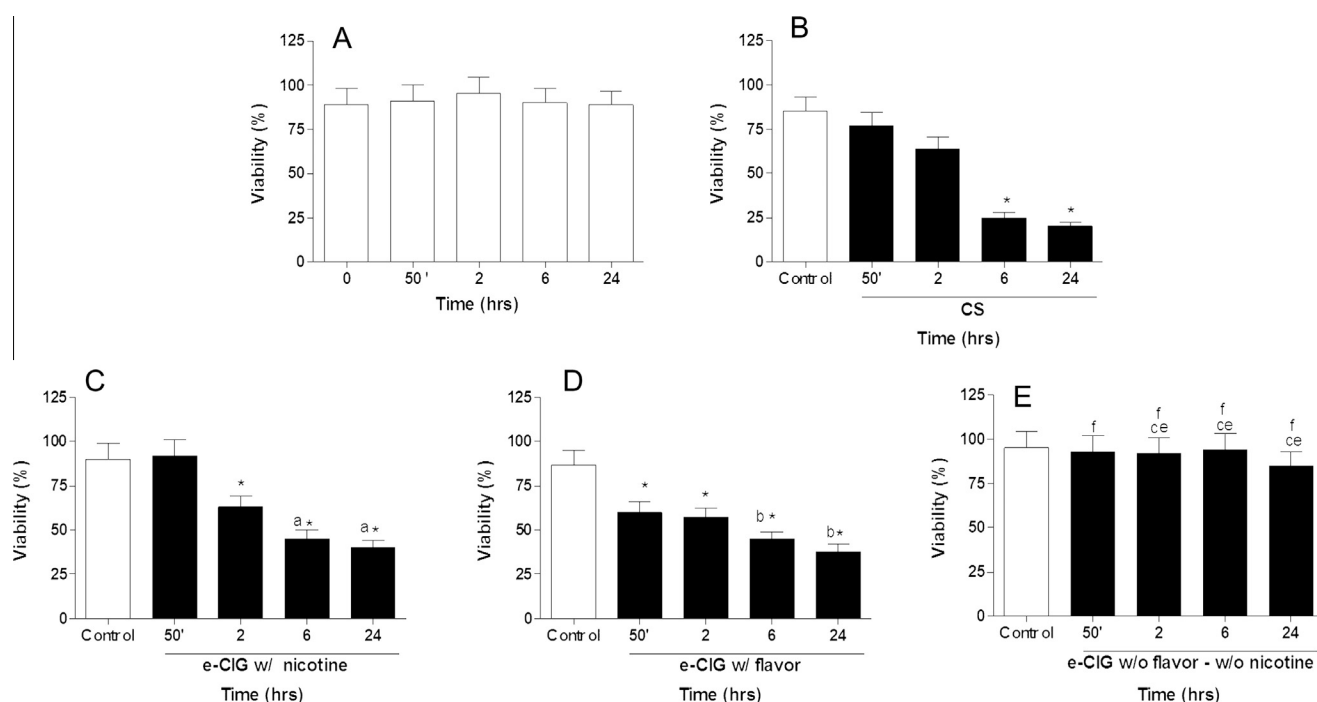 A
Viability (%)
125
100
75
50
25
0
0 50' 2 6 24
Time (hrs)
B
Viability (%)
125
100
75
50
25
0
* *
Control 50' 2 6 24
CS
Time (hrs)
C
Viability (%)
125
100
75
50
25
0
* a* a*
Control 50' 2 6 24
e-CIG w/ nicotine
Time (hrs)
D
Viability (%)
125
100
75
50
25
0
* * b* b*
Control 50' 2 6 24
e-CIG w/ flavor
Time (hrs)
E
Viability (%)
125
100
75
50
25
0
f f f f
ce ce ce
Control 50' 2 6 24
e-CIG w/o flavor - w/o nicotine
Time (hrs)